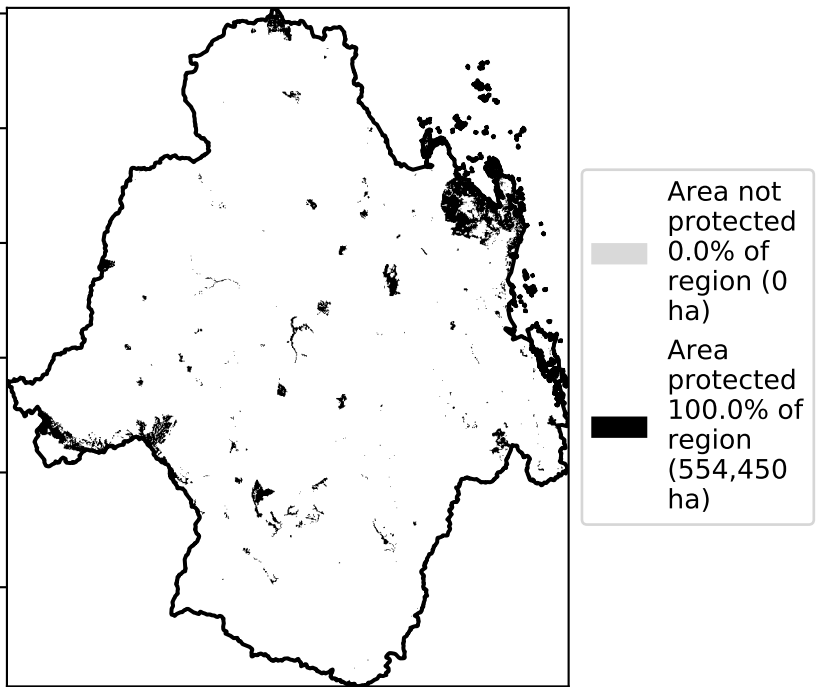 Area not
protected
0.0% of
region (0
ha)
Area
protected
100.0% of
region
(554,450
ha)